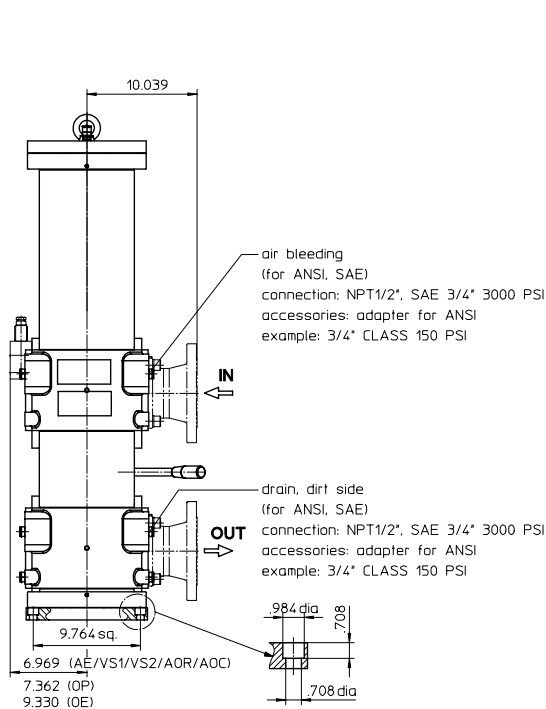 10.039
air bleeding
(for ANSI, SAE)
connection: NPT1/2", SAE 3/4" 3000 PSI
accessories: adapter for ANSI
example: 3/4" CLASS 150 PSI
IN
drain, dirt side
(for ANSI, SAE)
connection: NPT1/2", SAE 3/4" 3000 PSI
accessories: adapter for ANSI
example: 3/4" CLASS 150 PSI
OUT
.984 dia
.708
9.764 sq.
6.969 (AE/VS1/VS2/AOR/AOC)
7.362 (OP)
9.330 (OE)
.708 dia